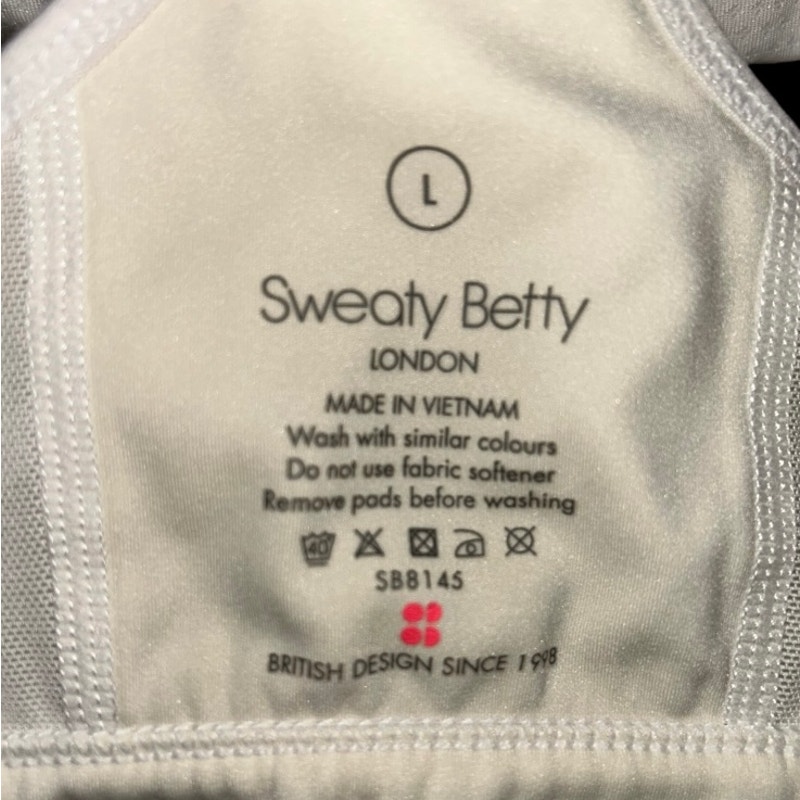 L
Sweaty Betty
LONDON
MADE IN VIETNAM
Wash with similar colours
Do not use fabric softener
Remove pads before washing
40
SB8145
BRITISH DESIGN SINCE 1998